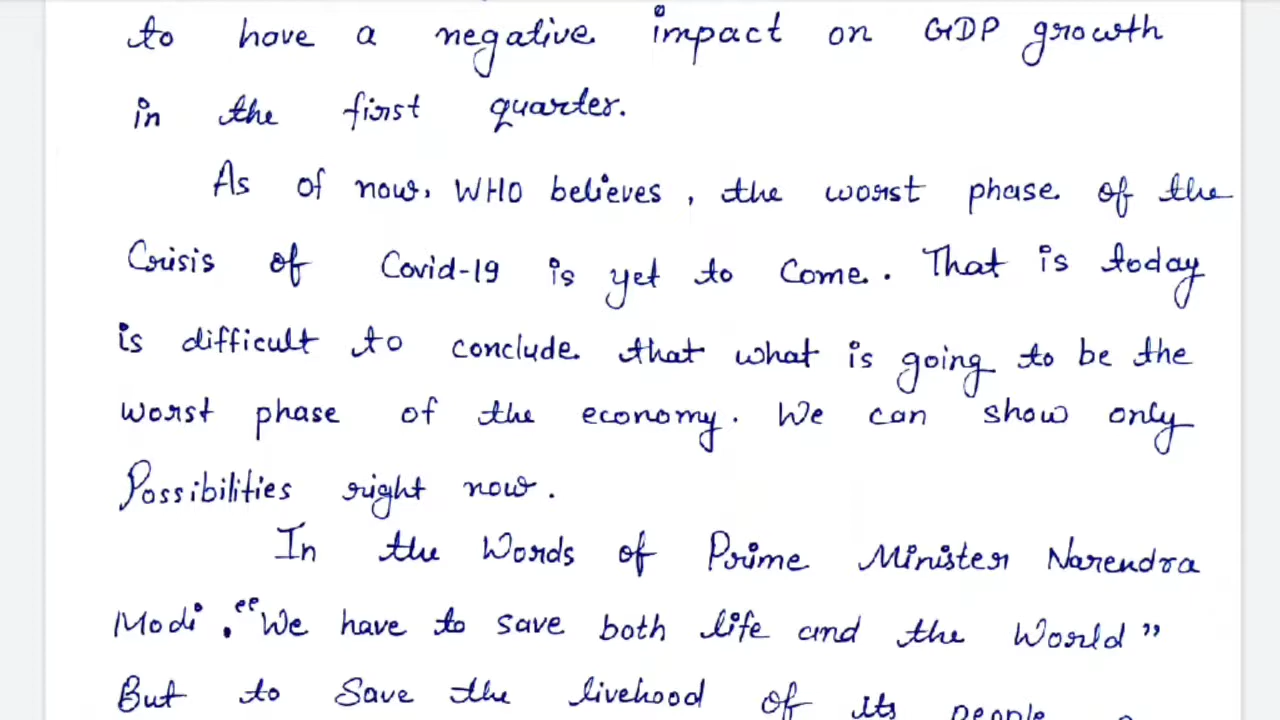 to have a negative impact on GDP growth
in the first quarter.
As of now, WHO believes, the worst phase of the
Crisis of Covid-19 is yet to Come. That is today
is difficult to conclude that what is going to be the
worst phase of the economy. We can show only
Possibilities right now.
In the Words of Prime Minister Narendra
Modi. “We have to save both life and the World”
But to Save the livehood of its people